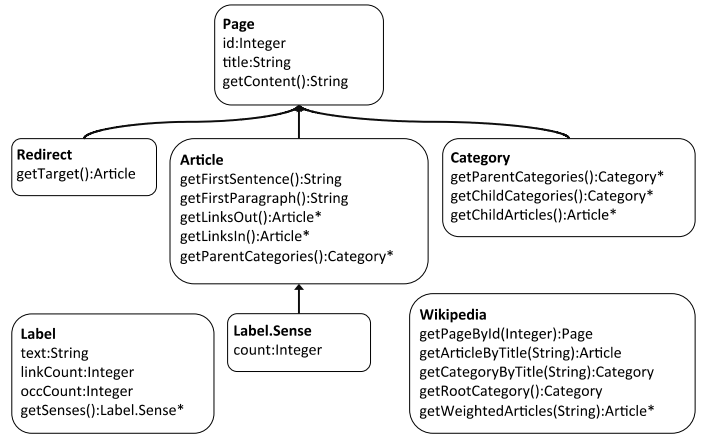 Page
id:Integer
title:String
getContent():String
Redirect
getTarget():Article
Article
getFirstSentence():String
getFirstParagraph():String
getLinksOut():Article*
getLinksIn():Article*
getParentCategories():Category*
Category
getParentCategories():Category*
getChildCategories():Category*
getChildArticles():Article*
Label
text:String
linkCount:Integer
occCount:Integer
getSenses():Label.Sense*
Label.Sense
count:Integer
Wikipedia
getPageById(Integer):Page
getArticleByTitle(String):Article
getCategoryByTitle(String):Category
getRootCategory():Category
getWeightedArticles(String):Article*